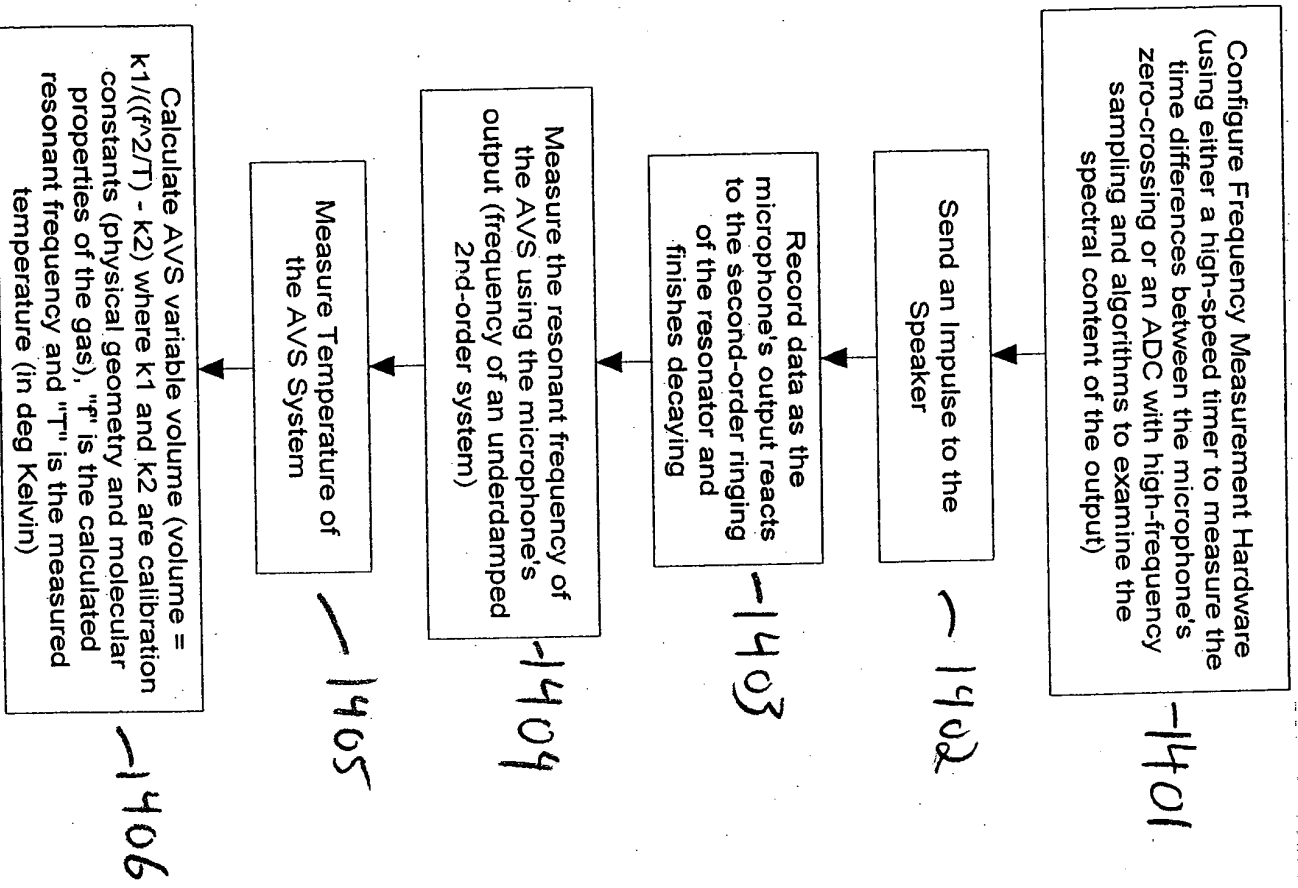 Configure Frequency Measurement Hardware
(using either a high-speed timer to measure the
time differences between the microphone's
zero-crossing or an ADC with high-frequency
sampling and algorithms to examine the
spectral content of the output)
-1401
Send an Impulse to the
Speaker
-1402
Record data as the
microphone's output reacts
to the second-order ringing
of the resonator and
finishes decaying
-1403
Measure the resonant frequency of
the AVS using the microphone's
output (frequency of an underdamped
2nd-order system)
-1404
Measure Temperature of
the AVS System
-1405
Calculate AVS variable volume (volume =
k1/((f^2/T) - k2) where k1 and k2 are calibration
constants (physical geometry and molecular
properties of the gas), "f" is the calculated
resonant frequency and "T" is the measured
temperature (in deg Kelvin)
-1406